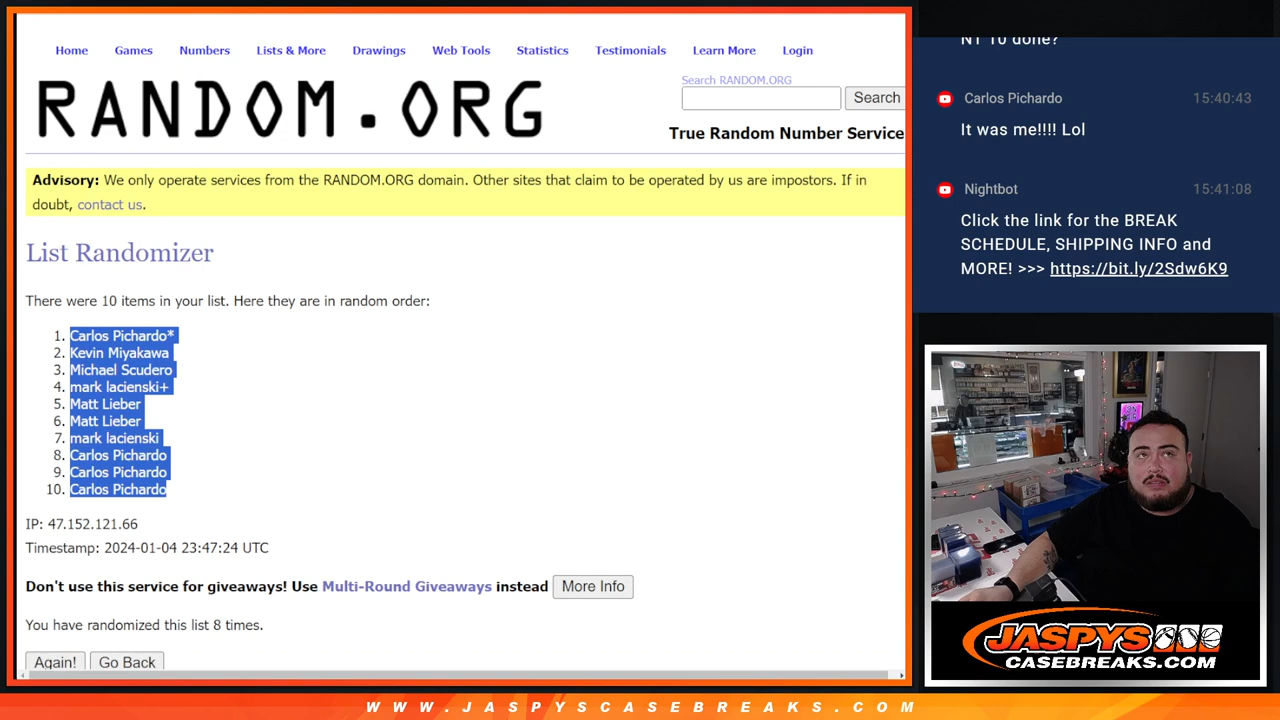 Home Games Numbers Lists & More Drawings Web Tools Statistics Testimonials Learn More Login
RANDOM.ORG
Search RANDOM.ORG
Search
True Random Number Service
Advisory: We only operate services from the RANDOM.ORG domain. Other sites that claim to be operated by us are impostors. If in
doubt, contact us.
List Randomizer
There were 10 items in your list. Here they are in random order:
1. Carlos Pichardo*
2. Kevin Miyakawa
3. Michael Scudero
4. mark lacienski+
5. Matt Lieber
6. Matt Lieber
7. mark lacienski
8. Carlos Pichardo
9. Carlos Pichardo
10. Carlos Pichardo
IP: 47.152.121.66
Timestamp: 2024-01-04 23:47:24 UTC
Don't use this service for giveaways! Use Multi-Round Giveaways instead More Info
You have randomized this list 8 times.
Again! Go Back
NT 10 done?
Carlos Pichardo 15:40:43
It was me!!!! Lol
Nightbot 15:41:08
Click the link for the BREAK
SCHEDULE, SHIPPING INFO and
MORE! >>> https://bit.ly/2Sdw6K9
JASPYS
CASEBREAKS.COM
WWW.JASPYSCASEBREAKS.COM